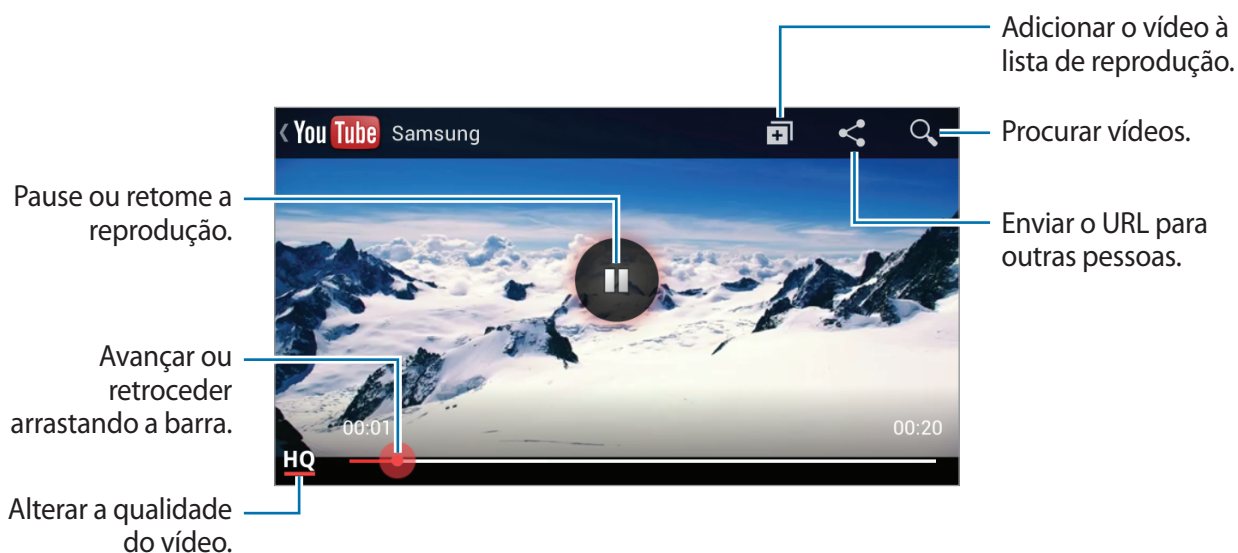 Adicionar o vídeo à
lista de reprodução.
You Tube Samsung
Procurar vídeos.
Pause ou retome a
reprodução.
Enviar o URL para
outras pessoas.
Avançar ou
retroceder
arrastando a barra.
00:01
00:20
HQ
Alterar a qualidade
do vídeo.